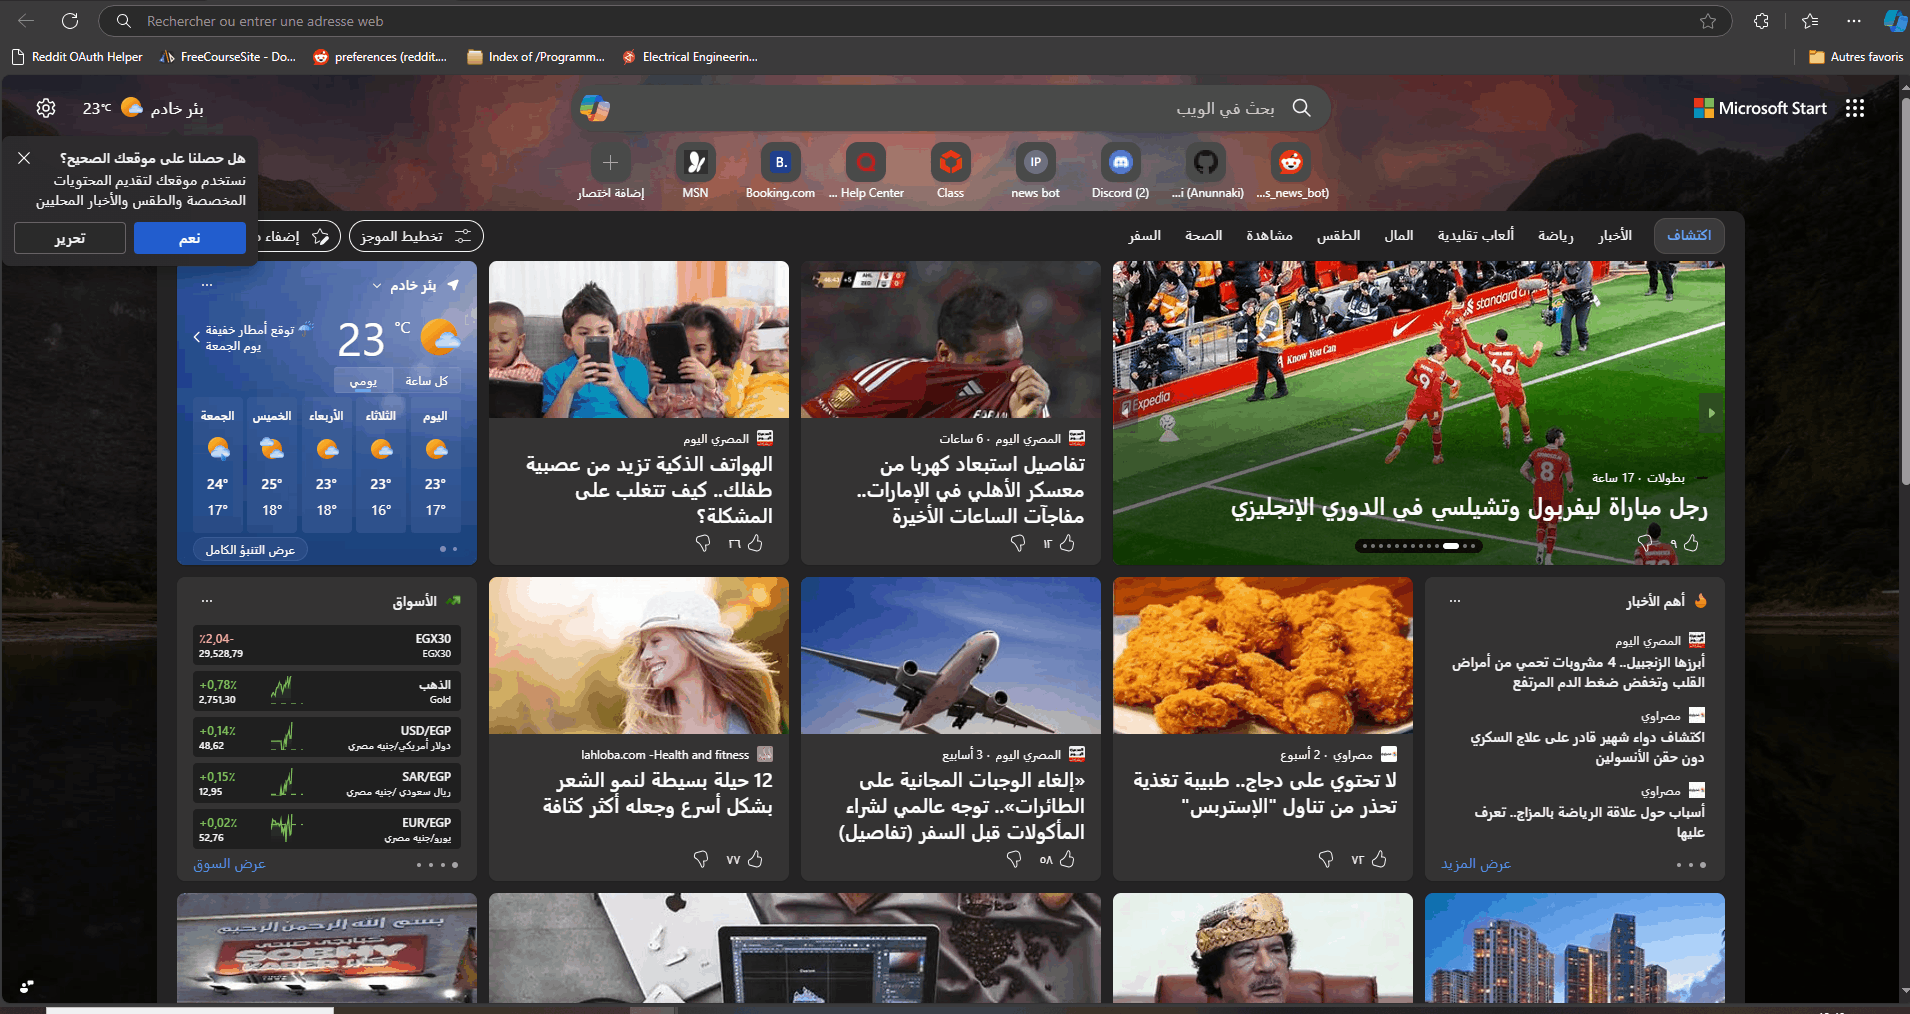 Rechercher ou entrer une adresse web
Reddit OAuth Helper
FreeCourseSite - Do...
preferences (reddit....
Index of /Programm...
Electrical Engineerin...
Autres favoris
23°C
بئر خادم
بحث في الويب
Microsoft Start
هل حصلنا على موقعك الصحيح؟
نستخدم موقعك لتقديم المحتويات
المخصصة والطقس والأخبار المحليين
نعم
تحرير
...s_news_bot)
...i (Anunnaki)
Discord (2)
IP
news bot
Class
... Help Center
B.
Booking.com
MSN
إضافة اختصار
اكتشاف
الأخبار
رياضة
ألعاب تقليدية
المال
الطقس
مشاهدة
الصحة
السفر
تخطيط الموجز
Expedia
Know You Can
standard
9
66
8
بطولات · 17 ساعة
رجل مباراة ليفربول وتشيلسي في الدوري الإنجليزي
٩
المصري اليوم · 6 ساعات
تفاصيل استبعاد كهربا من
معسكر الأهلي في الإمارات..
مفاجآت الساعات الأخيرة
١٢
المصري اليوم
الهواتف الذكية تزيد من عصبية
طفلك.. كيف تتغلب على
المشكلة؟
٢٦
بئر خادم
23 °C
توقع أمطار خفيفة
يوم الجمعة
كل ساعة
يومي
اليوم
الثلاثاء
الأربعاء
الخميس
الجمعة
23°
23°
23°
25°
24°
17°
16°
18°
18°
17°
عرض التنبؤ الكامل
أهم الأخبار
المصري اليوم
أبرزها الزنجبيل.. 4 مشروبات تحمي من أمراض
القلب وتخفض ضغط الدم المرتفع
مصراوي
اكتشاف دواء شهير قادر على علاج السكري
دون حقن الأنسولين
مصراوي
أسباب حول علاقة الرياضة بالمزاج.. تعرف
عليها
عرض المزيد
مصراوي · 2 أسبوع
لا تحتوي على دجاج.. طبيبة تغذية
تحذر من تناول "الإستربس"
٧٢
المصري اليوم · 3 أسابيع
«إلغاء الوجبات المجانية على
الطائرات».. توجه عالمي لشراء
المأكولات قبل السفر (تفاصيل)
٥٨
lahloba.com -Health and fitness
12 حيلة بسيطة لنمو الشعر
بشكل أسرع وجعله أكثر كثافة
٧٧
الأسواق
EGX30
EGX30
٪2,04-
29,528,79
الذهب
Gold
+0,78٪
2,751,30
USD/EGP
دولار أمريكي/جنيه مصري
+0,14٪
48,62
SAR/EGP
ريال سعودي /جنيه مصري
+0,15٪
12,95
EUR/EGP
يورو/جنيه مصري
+0,02٪
52,76
عرض السوق
بسم الله الرحمن الرحيم
كبابجي صبحي
SOBHY
KABER